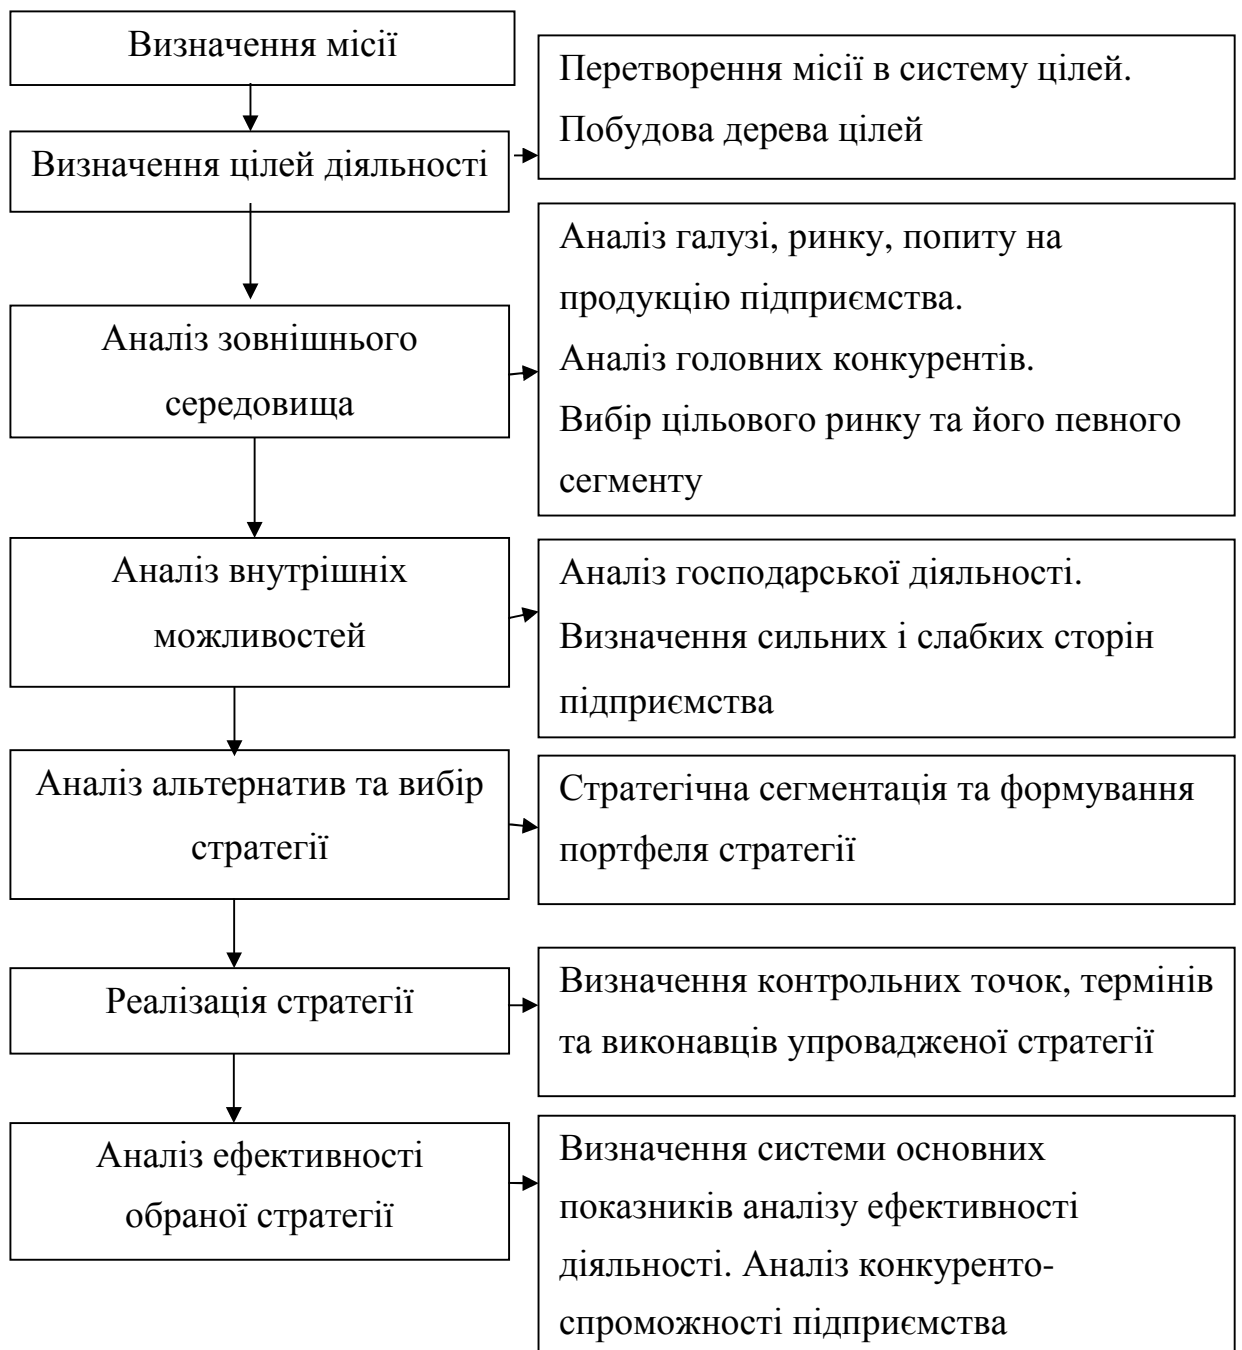 Визначення місії
Перетворення місії в систему цілей.
Побудова дерева цілей
Визначення цілей діяльності
Аналіз галузі, ринку, попиту на
продукцію підприємства.
Аналіз головних конкурентів.
Вибір цільового ринку та його певного
сегменту
Аналіз зовнішнього
середовища
Аналіз внутрішніх
можливостей
Аналіз господарської діяльності.
Визначення сильних і слабких сторін
підприємства
Аналіз альтернатив та вибір
стратегії
Стратегічна сегментація та формування
портфеля стратегії
Реалізація стратегії
Визначення контрольних точок, термінів
та виконавців упровадженої стратегії
Аналіз ефективності
обраної стратегії
Визначення системи основних
показників аналізу ефективності
діяльності. Аналіз конкуренто-
спроможності підприємства